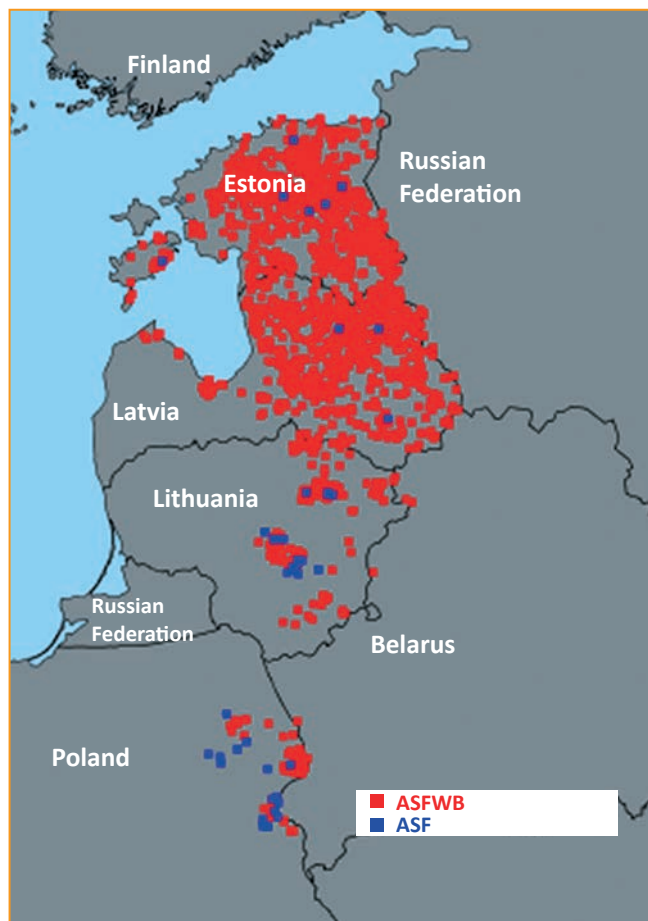 Finland
Russian
Federation
Estonia
Latvia
Lithuania
Russian
Federation
Belarus
Poland
ASFWB
ASF